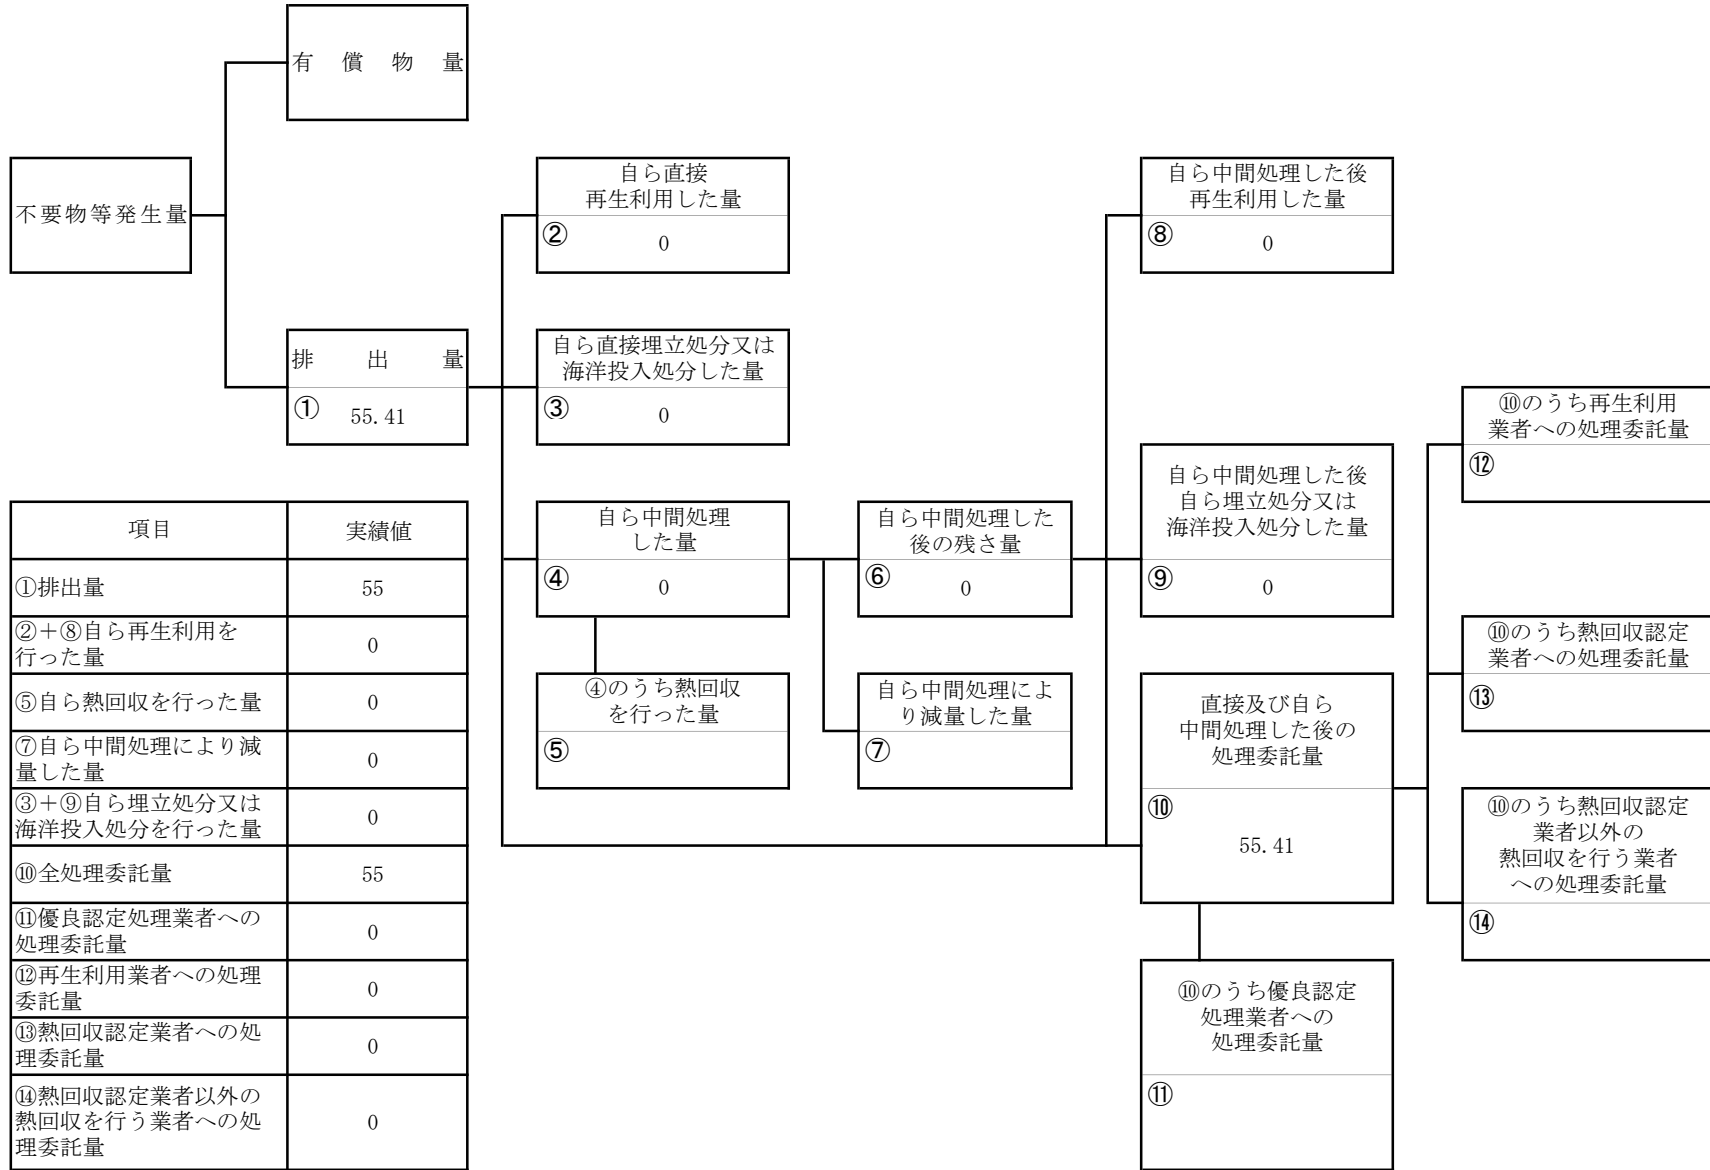 有償物量
不要物等発生量
排出量
①
55.41
自ら直接
再生利用した量
②
0
自ら直接埋立処分又は
海洋投入処分した量
③
0
自ら中間処理
した量
④
0
④のうち熱回収
を行った量
⑤
自ら中間処理した
後の残さ量
⑥
0
自ら中間処理によ
り減量した量
⑦
自ら中間処理した後
再生利用した量
⑧
0
自ら中間処理した後
自ら埋立処分又は
海洋投入処分した量
⑨
0
直接及び自ら
中間処理した後の
処理委託量
⑩
55.41
⑩のうち優良認定
処理業者への
処理委託量
⑪
⑩のうち再生利用
業者への処理委託量
⑫
⑩のうち熱回収認定
業者への処理委託量
⑬
⑩のうち熱回収認定
業者以外の
熱回収を行う業者
への処理委託量
⑭
項目 実績値
①排出量 55
②+⑧自ら再生利用を
行った量 0
⑤自ら熱回収を行った量 0
⑦自ら中間処理により減
量した量 0
③+⑨自ら埋立処分又は
海洋投入処分を行った量 0
⑩全処理委託量 55
⑪優良認定処理業者への
処理委託量 0
⑫再生利用業者への処理
委託量 0
⑬熱回収認定業者への処
理委託量 0
⑭熱回収認定業者以外の
熱回収を行う業者への処
理委託量 0